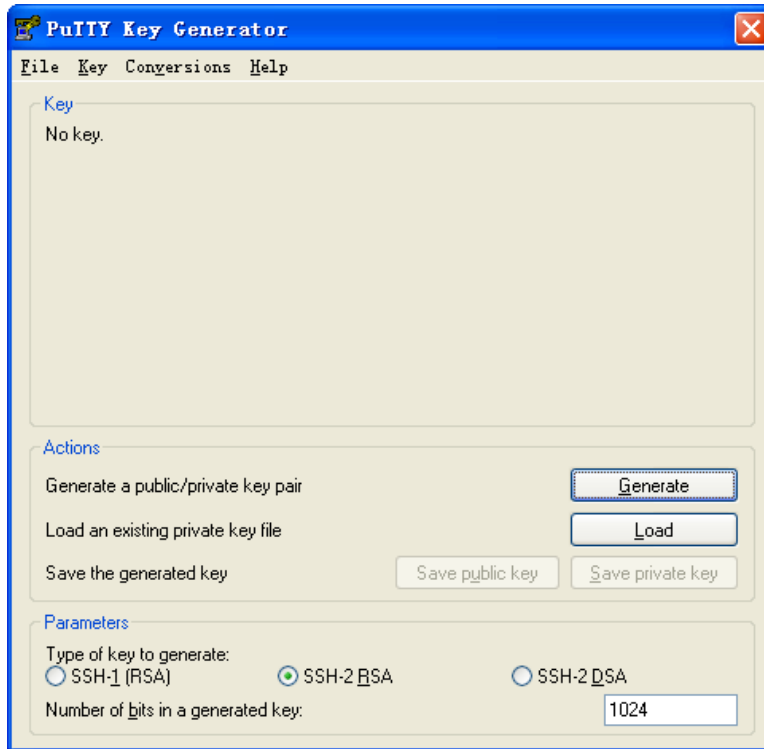 PuTTY Key Generator
File Key Conversions Help
Key
No key.
Actions
Generate a public/private key pair
Generate
Load an existing private key file
Load
Save the generated key
Save public key
Save private key
Parameters
Type of key to generate:
SSH-1 (RSA)
SSH-2 RSA
SSH-2 DSA
Number of bits in a generated key:
1024